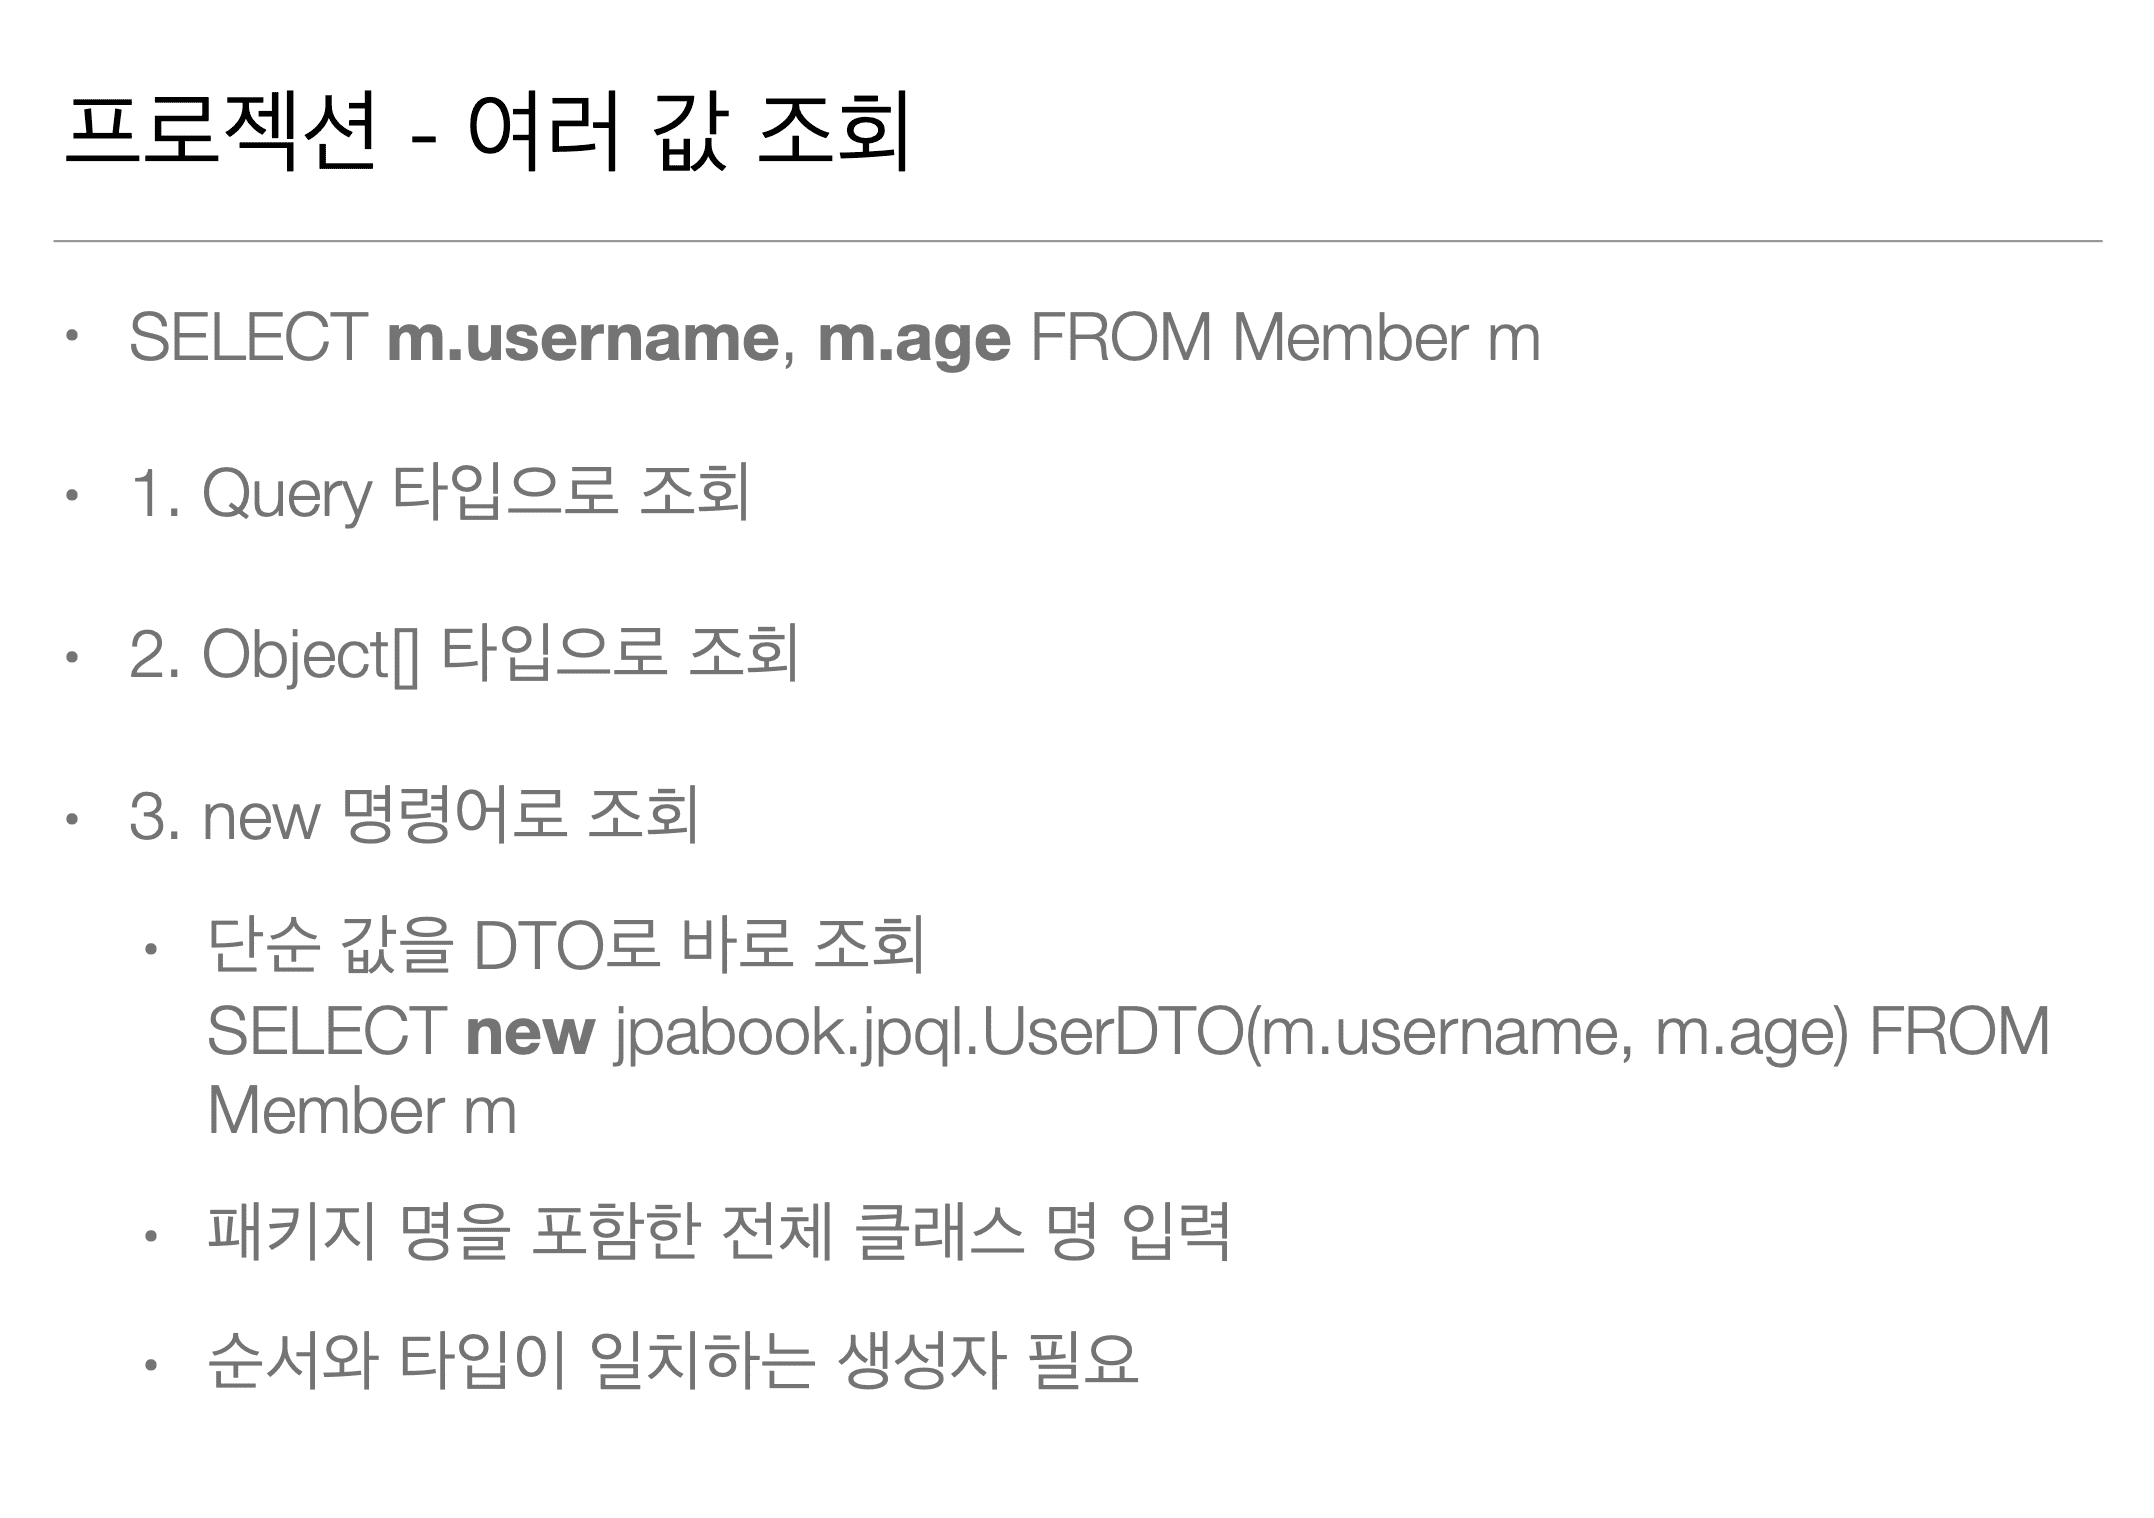 프로젝션 - 여러 값 조회
• SELECT m.username, m.age FROM Member m
• 1. Query 타입으로 조회
• 2. Object[] 타입으로 조회
• 3. new 명령어로 조회
• 단순 값을 DTO로 바로 조회
SELECT new jpabook.jpql.UserDTO(m.username, m.age) FROM
Member m
• 패키지 명을 포함한 전체 클래스 명 입력
• 순서와 타입이 일치하는 생성자 필요